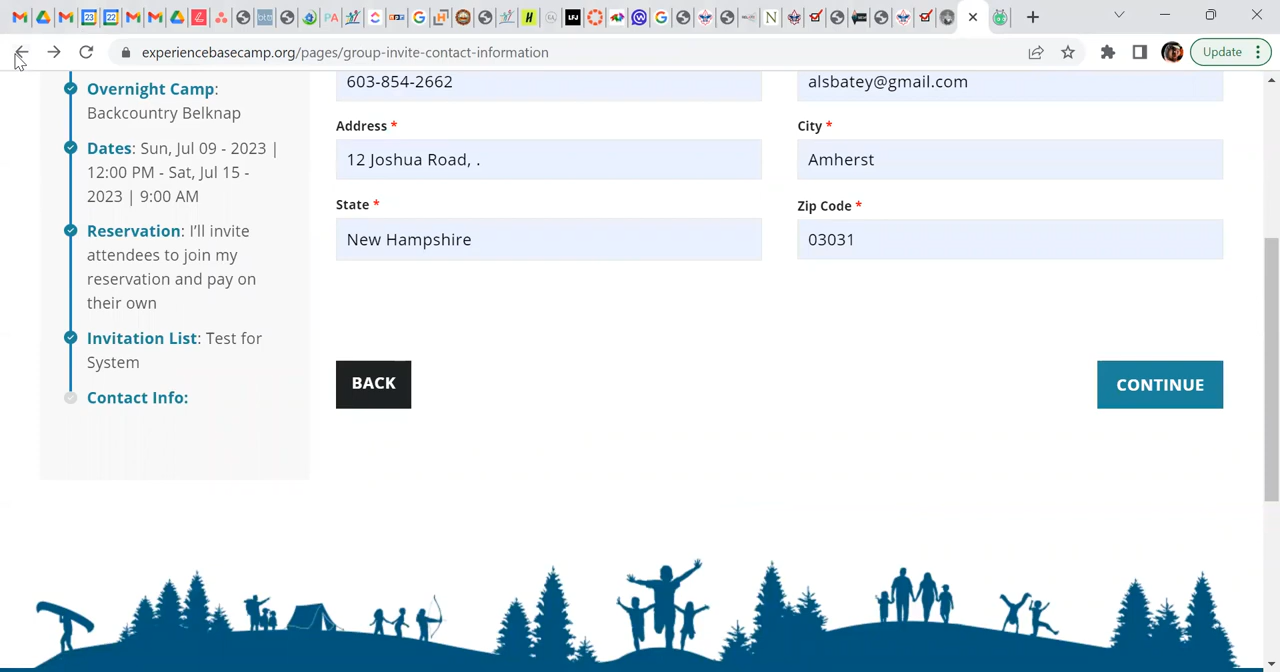 experiencebasecamp.org/pages/group-invite-contact-information
Update
Overnight Camp:
Backcountry Belknap
Dates: Sun, Jul 09 - 2023 |
12:00 PM - Sat, Jul 15 -
2023 | 9:00 AM
Reservation: I'll invite
attendees to join my
reservation and pay on
their own
Invitation List: Test for
System
Contact Info:
603-854-2662
alsbatey@gmail.com
Address *
City *
12 Joshua Road, .
Amherst
State *
Zip Code *
New Hampshire
03031
BACK
CONTINUE